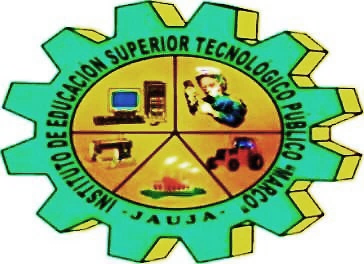 INSTITUTO DE EDUCACIÓN SUPERIOR TECNOLÓGICO PÚBLICO "MARCO"
-JAUJA-